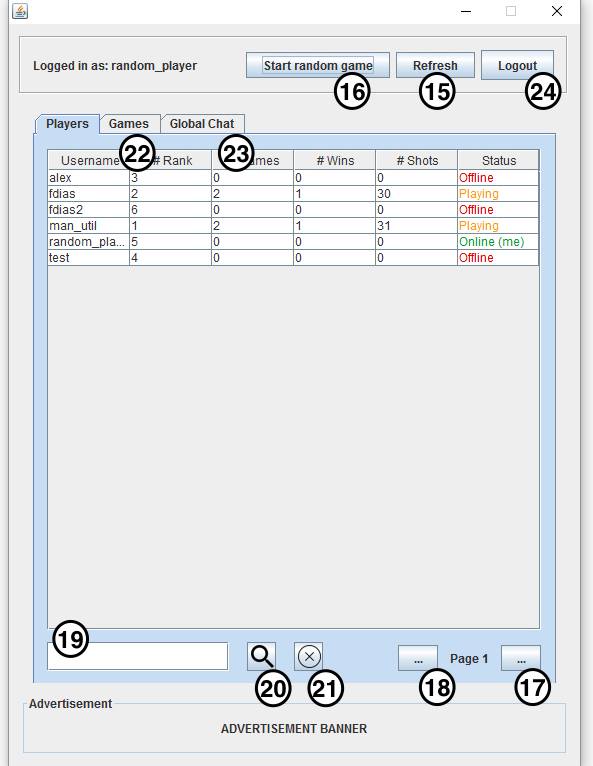 Logged in as: random_player Start random game Refresh Logout
16 15 24
Players Games Global Chat
22 23
Username # Rank # Wins # Shots Status
alex 3 0 0 0 Offline
fdias 2 2 1 30 Playing
fdias2 6 0 0 0 Offline
man_util 1 2 1 31 Playing
random_pla... 5 0 0 0 Online (me)
test 4 0 0 0 Offline
19
... Page 1 ...
20 21 18 17
Advertisement
ADVERTISEMENT BANNER